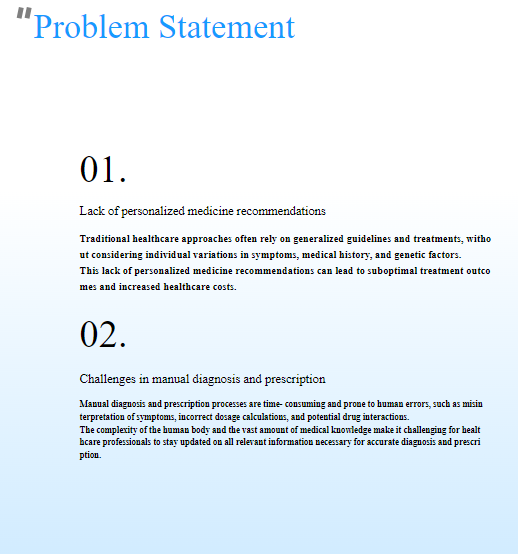 "Problem Statement
01.
Lack of personalized medicine recommendations
Traditional healthcare approaches often rely on generalized guidelines and treatments, witho
ut considering individual variations in symptoms, medical history, and genetic factors.
This lack of personalized medicine recommendations can lead to suboptimal treatment outco
mes and increased healthcare costs.
02.
Challenges in manual diagnosis and prescription
Manual diagnosis and prescription processes are time- consuming and prone to human errors, such as misin
terpretation of symptoms, incorrect dosage calculations, and potential drug interactions.
The complexity of the human body and the vast amount of medical knowledge make it challenging for healt
hcare professionals to stay updated on all relevant information necessary for accurate diagnosis and prescri
ption.